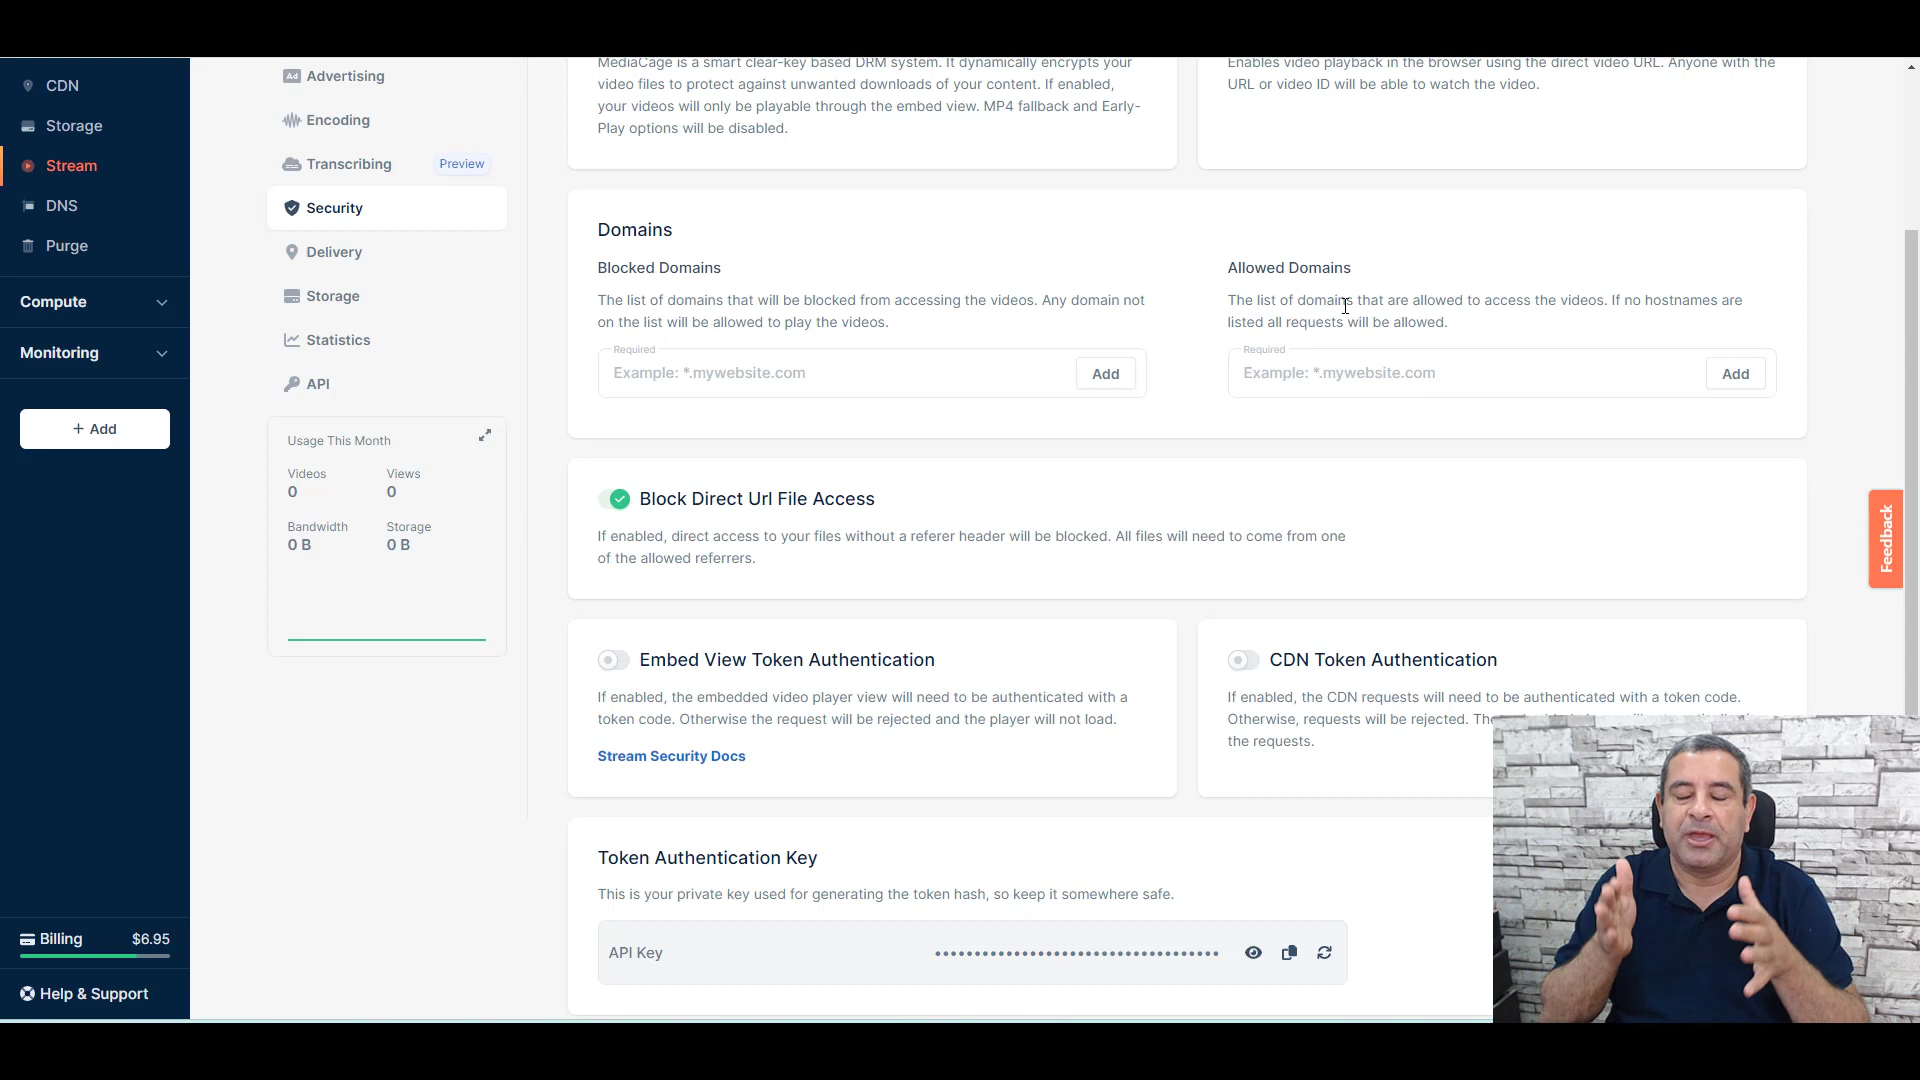 CDN
Storage
Stream
DNS
Purge
Compute
Monitoring
+ Add
Billing $6.95
Help & Support
Ad Advertising
Encoding
Transcribing Preview
Security
Delivery
Storage
Statistics
API
Usage This Month
Videos Views
0 0
Bandwidth Storage
0 B 0 B
MediaCage is a smart clear-key based DRM system. It dynamically encrypts your
video files to protect against unwanted downloads of your content. If enabled,
your videos will only be playable through the embed view. MP4 fallback and Early-
Play options will be disabled.
Enables video playback in the browser using the direct video URL. Anyone with the
URL or video ID will be able to watch the video.
Domains
Blocked Domains
The list of domains that will be blocked from accessing the videos. Any domain not
on the list will be allowed to play the videos.
Required
Example: *.mywebsite.com Add
Allowed Domains
The list of domains that are allowed to access the videos. If no hostnames are
listed all requests will be allowed.
Required
Example: *.mywebsite.com Add
Block Direct Url File Access
If enabled, direct access to your files without a referer header will be blocked. All files will need to come from one
of the allowed referrers.
Embed View Token Authentication
If enabled, the embedded video player view will need to be authenticated with a
token code. Otherwise the request will be rejected and the player will not load.
Stream Security Docs
CDN Token Authentication
If enabled, the CDN requests will need to be authenticated with a token code.
Otherwise, requests will be rejected.
the requests.
Token Authentication Key
This is your private key used for generating the token hash, so keep it somewhere safe.
API Key
Feedback